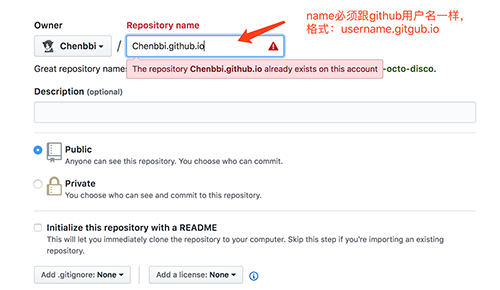 Owner
Repository name
name必须跟github用户名一样，
格式：username.gitgub.io
Chenbbi
/
Chenbbi.github.io
Great repository name
The repository Chenbbi.github.io already exists on this account
-octo-disco.
Description (optional)
Public
Anyone can see this repository. You choose who can commit.
Private
You choose who can see and commit to this repository.
Initialize this repository with a README
This will let you immediately clone the repository to your computer. Skip this step if you're importing an existing
repository.
Add .gitignore: None
Add a license: None